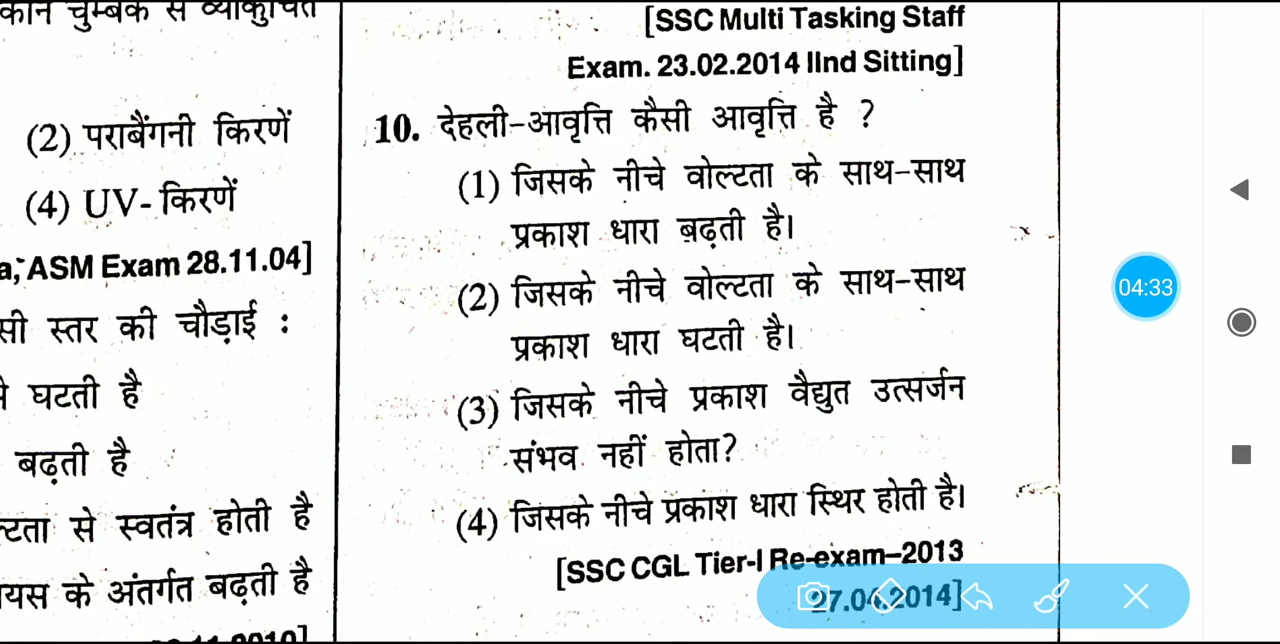 (2) पराबैंगनी किरणें
(4) UV- किरणें
ASM Exam 28.11.04]
स्तर की चौड़ाई :
घटती है
बढ़ती है
से स्वतंत्र होती है
के अंतर्गत बढ़ती है
[SSC Multi Tasking Staff
Exam. 23.02.2014 IInd Sitting]
10. देहली-आवृत्ति कैसी आवृत्ति है ?
(1) जिसके नीचे वोल्टता के साथ-साथ
प्रकाश धारा बढ़ती है।
(2) जिसके नीचे वोल्टता के साथ-साथ
प्रकाश धारा घटती है।
(3) जिसके नीचे प्रकाश वैद्युत उत्सर्जन
संभव नहीं होता?
(4) जिसके नीचे प्रकाश धारा स्थिर होती है।
[SSC CGL Tier-I Re-exam–2013
27.04.2014]
04:33